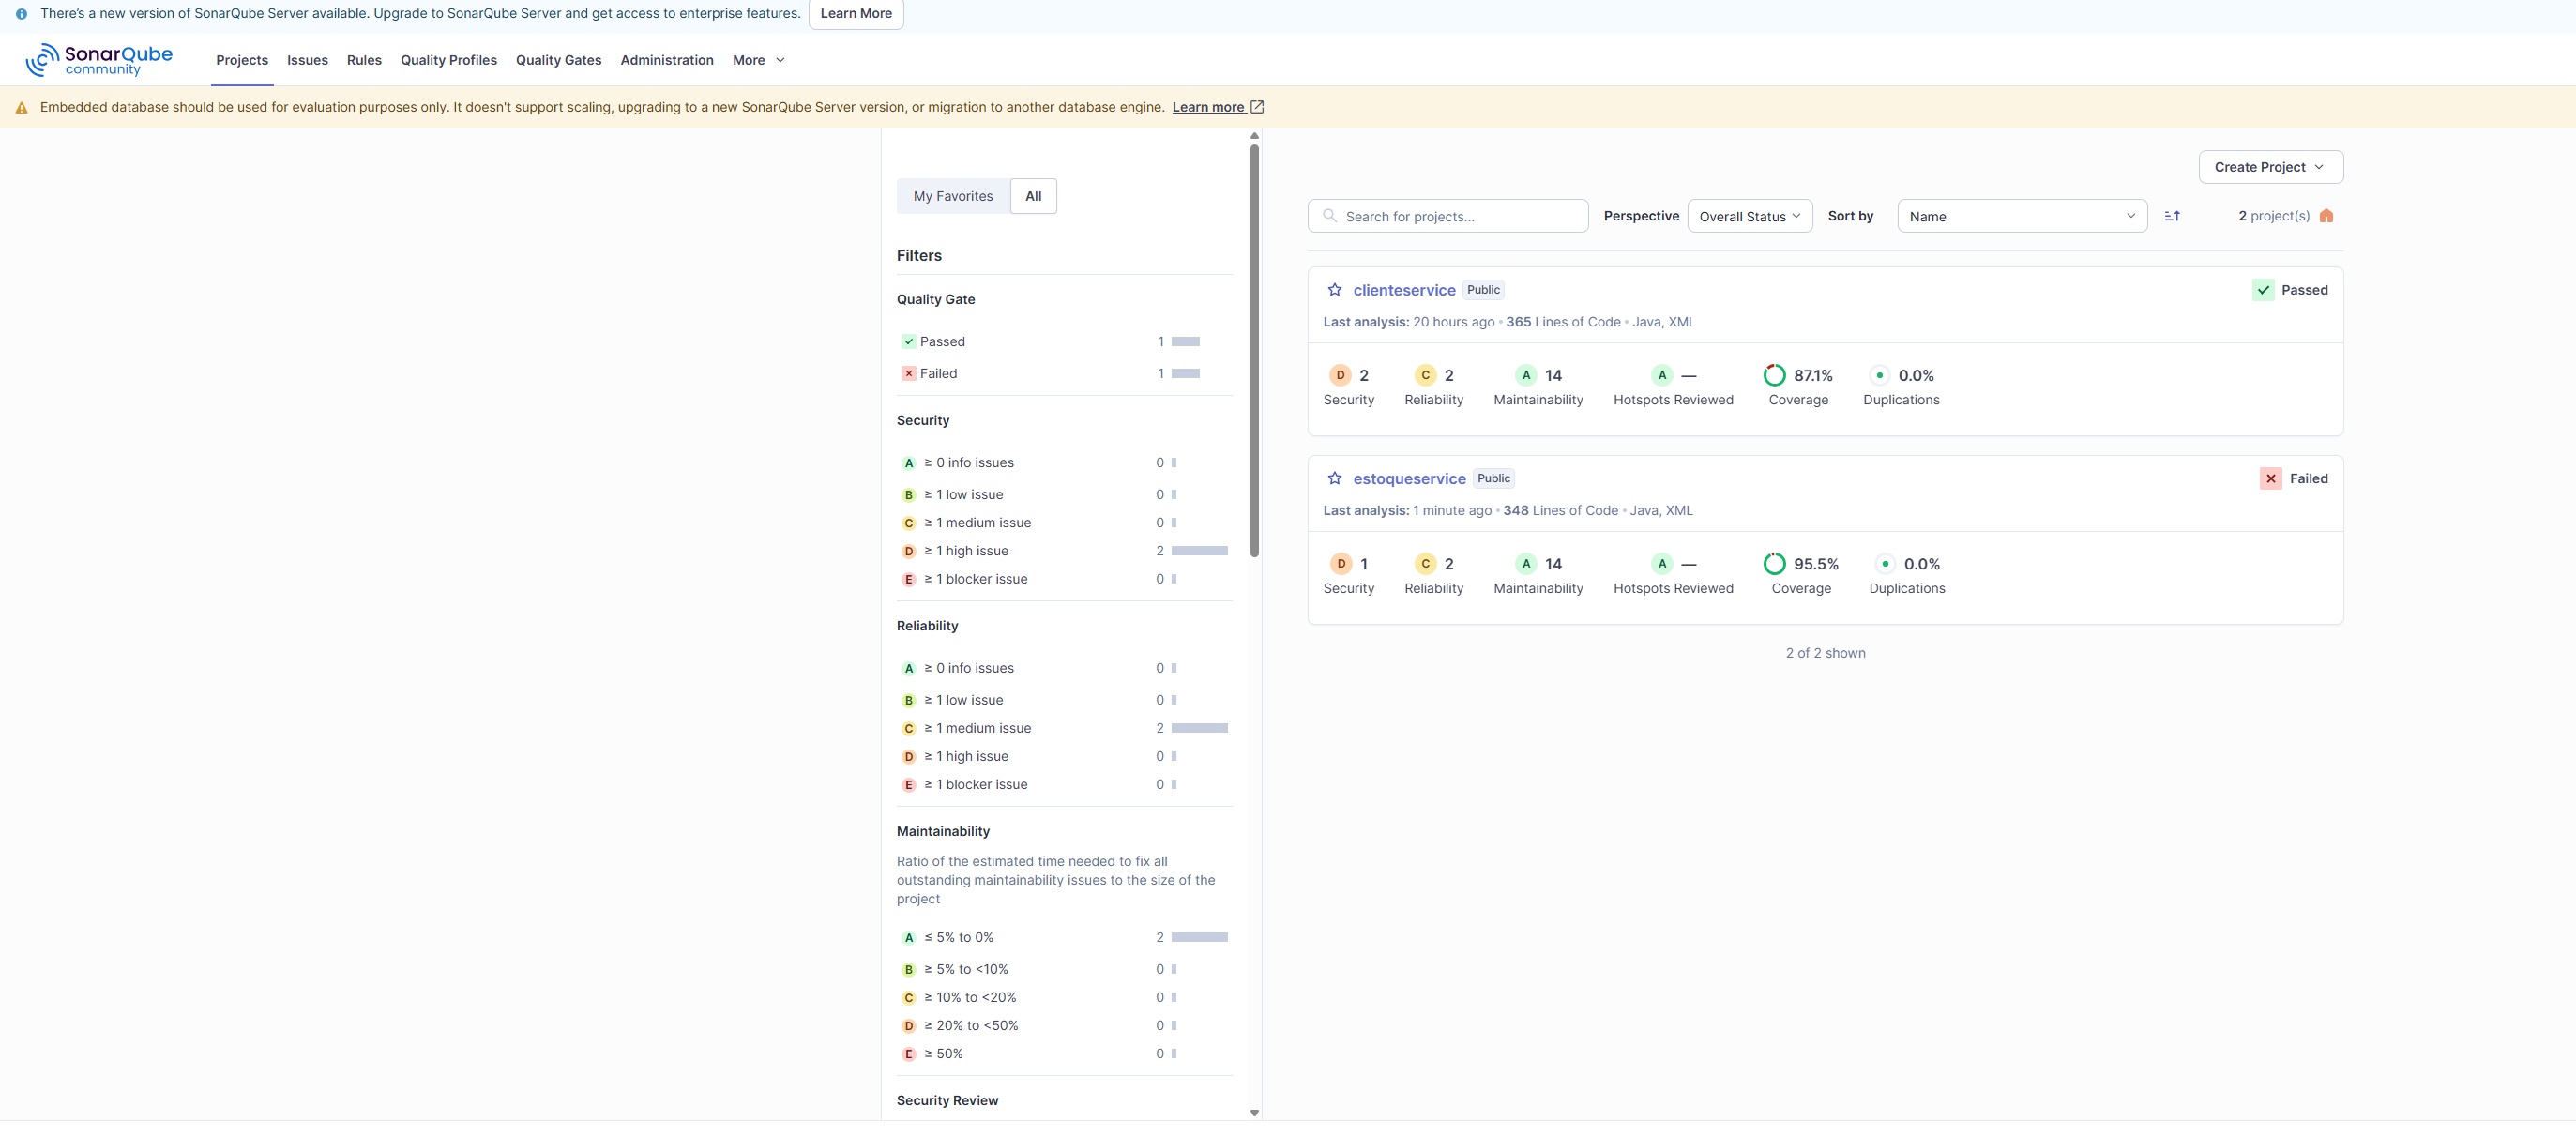 There's a new version of SonarQube Server available. Upgrade to SonarQube Server and get access to enterprise features. Learn More
SonarQube community
Projects Issues Rules Quality Profiles Quality Gates Administration More
Embedded database should be used for evaluation purposes only. It doesn't support scaling, upgrading to a new SonarQube Server version, or migration to another database engine. Learn more
My Favorites All
Filters
Quality Gate
Passed 1
Failed 1
Security
A ≥ 0 info issues 0
B ≥ 1 low issue 0
C ≥ 1 medium issue 0
D ≥ 1 high issue 2
E ≥ 1 blocker issue 0
Reliability
A ≥ 0 info issues 0
B ≥ 1 low issue 0
C ≥ 1 medium issue 2
D ≥ 1 high issue 0
E ≥ 1 blocker issue 0
Maintainability
Ratio of the estimated time needed to fix all
outstanding maintainability issues to the size of the
project
A ≤ 5% to 0% 2
B ≥ 5% to <10% 0
C ≥ 10% to <20% 0
D ≥ 20% to <50% 0
E ≥ 50% 0
Security Review
Create Project
Search for projects... Perspective Overall Status Sort by Name 2 project(s)
clienteservice Public Passed
Last analysis: 20 hours ago • 365 Lines of Code • Java, XML
D 2 C 2 A 14 A — 87.1% 0.0%
Security Reliability Maintainability Hotspots Reviewed Coverage Duplications
estoqueservice Public Failed
Last analysis: 1 minute ago • 348 Lines of Code • Java, XML
D 1 C 2 A 14 A — 95.5% 0.0%
Security Reliability Maintainability Hotspots Reviewed Coverage Duplications
2 of 2 shown